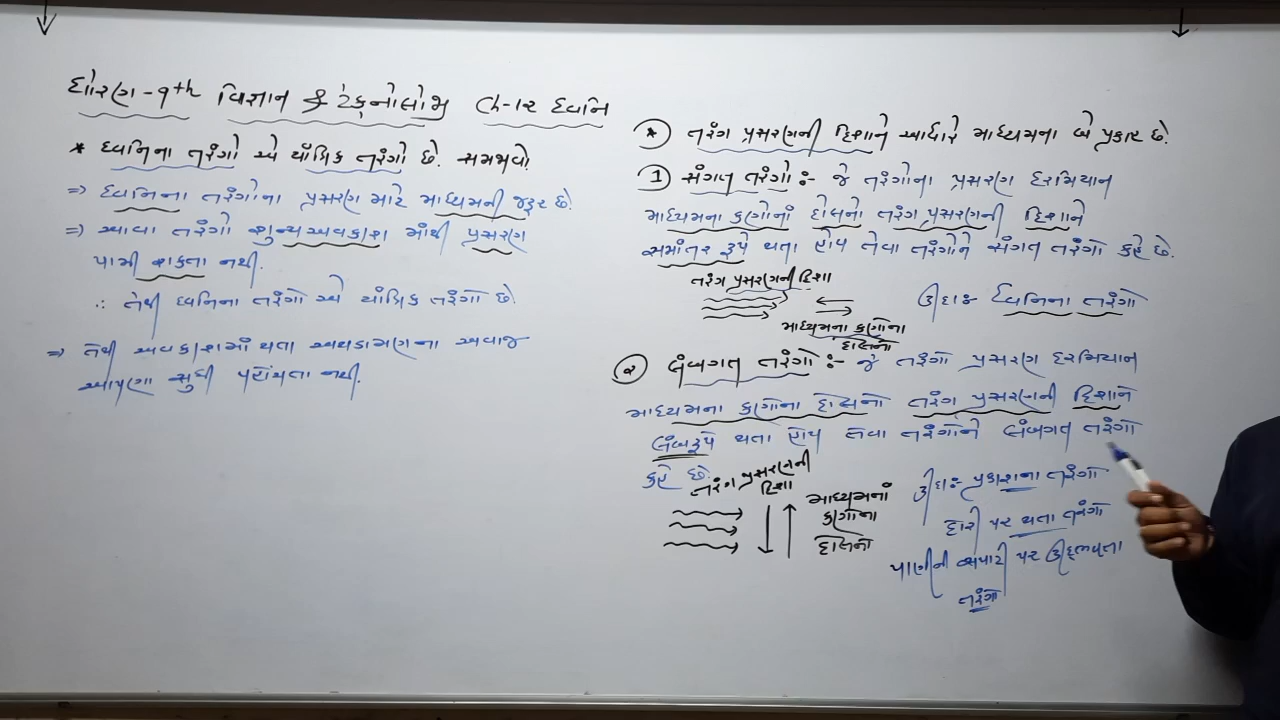 ધોરણ-9th વિજ્ઞાન & ટેકનોલોજી Ch-12 ધ્વનિ
* ધ્વનિના તરંગો એ યાંત્રિક તરંગો છે. સમજાવો
⇒ ધ્વનિના તરંગોના પ્રસરણ માટે માધ્યમની જરૂર છે.
⇒ આવા તરંગો શુન્યઅવકાશ માંથી પ્રસરણ
પામી શકતા નથી.
∴ તેથી ધ્વનિના તરંગો એ યાંત્રિક તરંગો છે.
⇒ તેથી અવકાશમાં થતા અથડામણના અવાજ
આપણા સુધી પહોંચતા નથી.
* તરંગ પ્રસરણની દિશાને આધારે માધ્યમના બે પ્રકાર છે.
1 સંગત તરંગો :- જે તરંગોના પ્રસરણ દરમિયાન
માધ્યમના કણોનાં દોલનો તરંગ પ્રસરણની દિશાને
સમાંતર રૂપે થતા હોય તેવા તરંગોને સંગત તરંગો કહે છે.
તરંગ પ્રસરણની દિશા
માધ્યમના કણોના
દોલનો
ઉદા:- ધ્વનિના તરંગો
૨ લંબગત તરંગો :- જે તરંગો પ્રસરણ દરમિયાન
માધ્યમના કણોના દોલનો તરંગ પ્રસરણની દિશાને
લંબરૂપે થતા હોય તેવા તરંગોને લંબગત તરંગો
કહે છે.
તરંગ પ્રસરણની
દિશા
માધ્યમનાં
કણોના
દોલનો
ઉદા:- પ્રકાશના તરંગો
દોરી પર થતા તરંગો
પાણીની સપાટી પર ઉદ્ભવતા
તરંગો